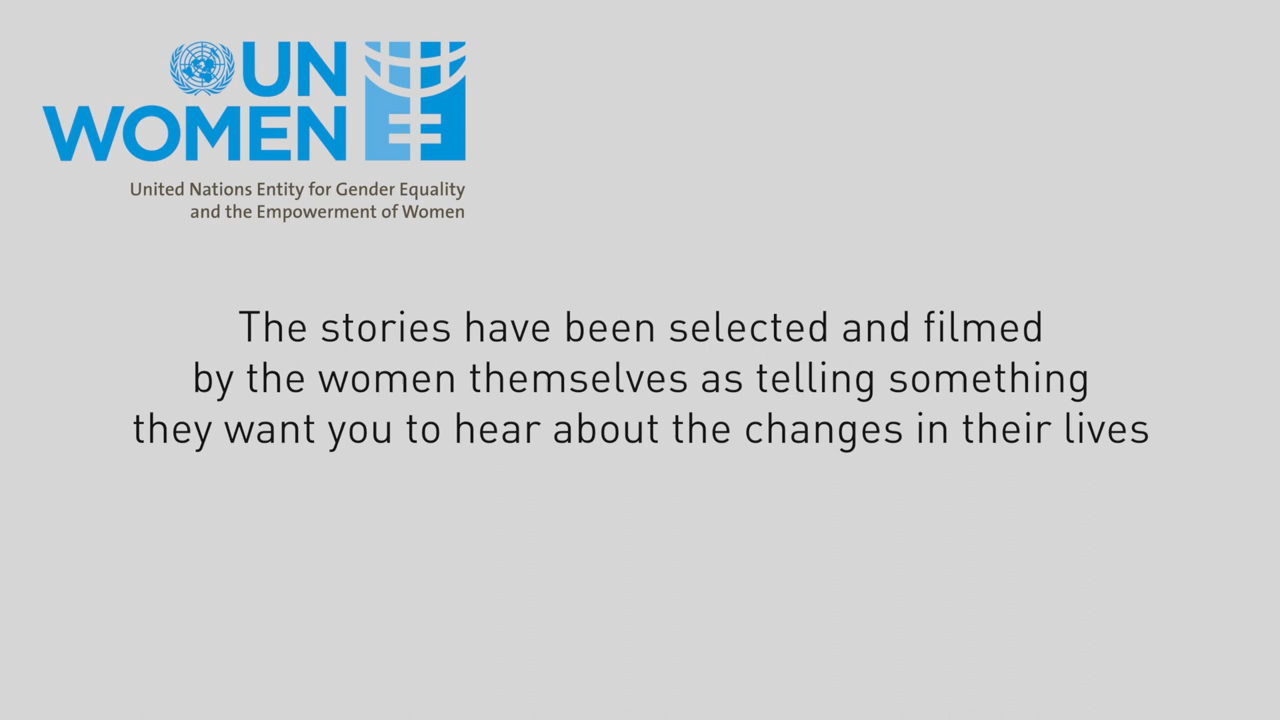 UN
WOMEN
United Nations Entity for Gender Equality
and the Empowerment of Women
The stories have been selected and filmed
by the women themselves as telling something
they want you to hear about the changes in their lives